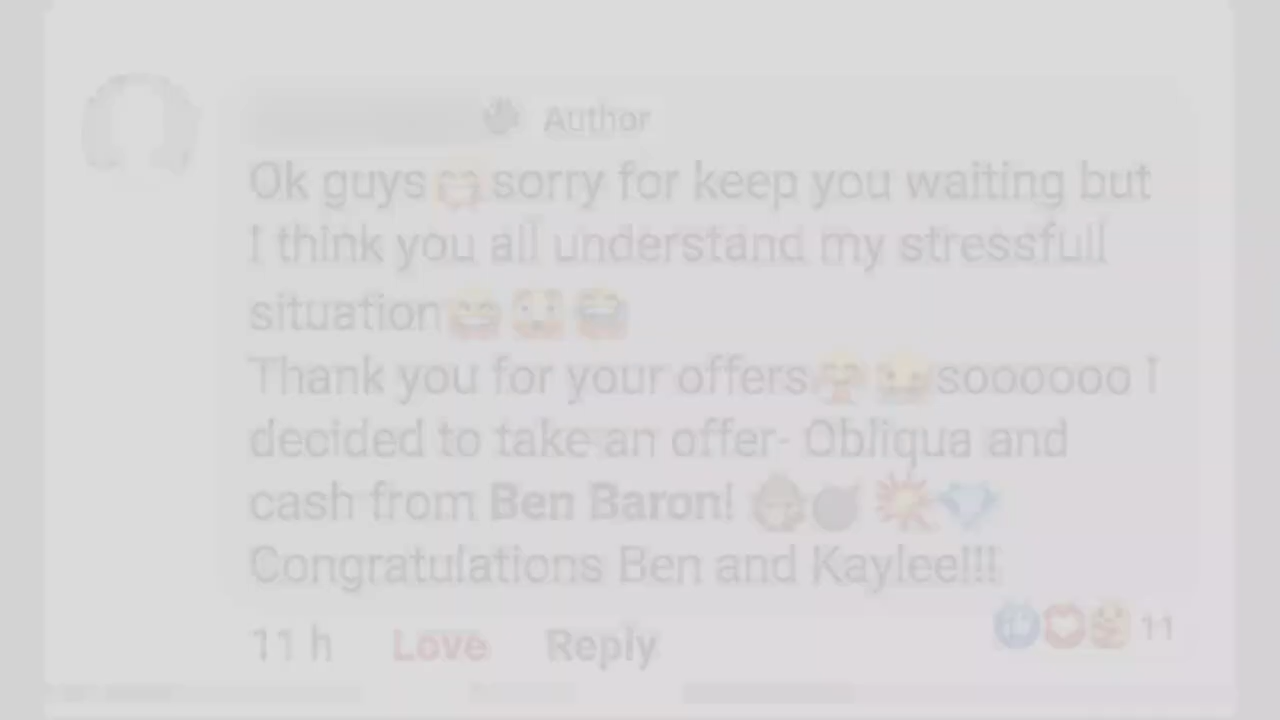 Author
Ok guys😁sorry for keep you waiting but
I think you all understand my stressfull
situation😅😳😂
Thank you for your offers soooooo I
decided to take an offer- Obliqua and
cash from Ben Baron! 💣💥💎
Congratulations Ben and Kaylee!!!
11 h Love Reply 11